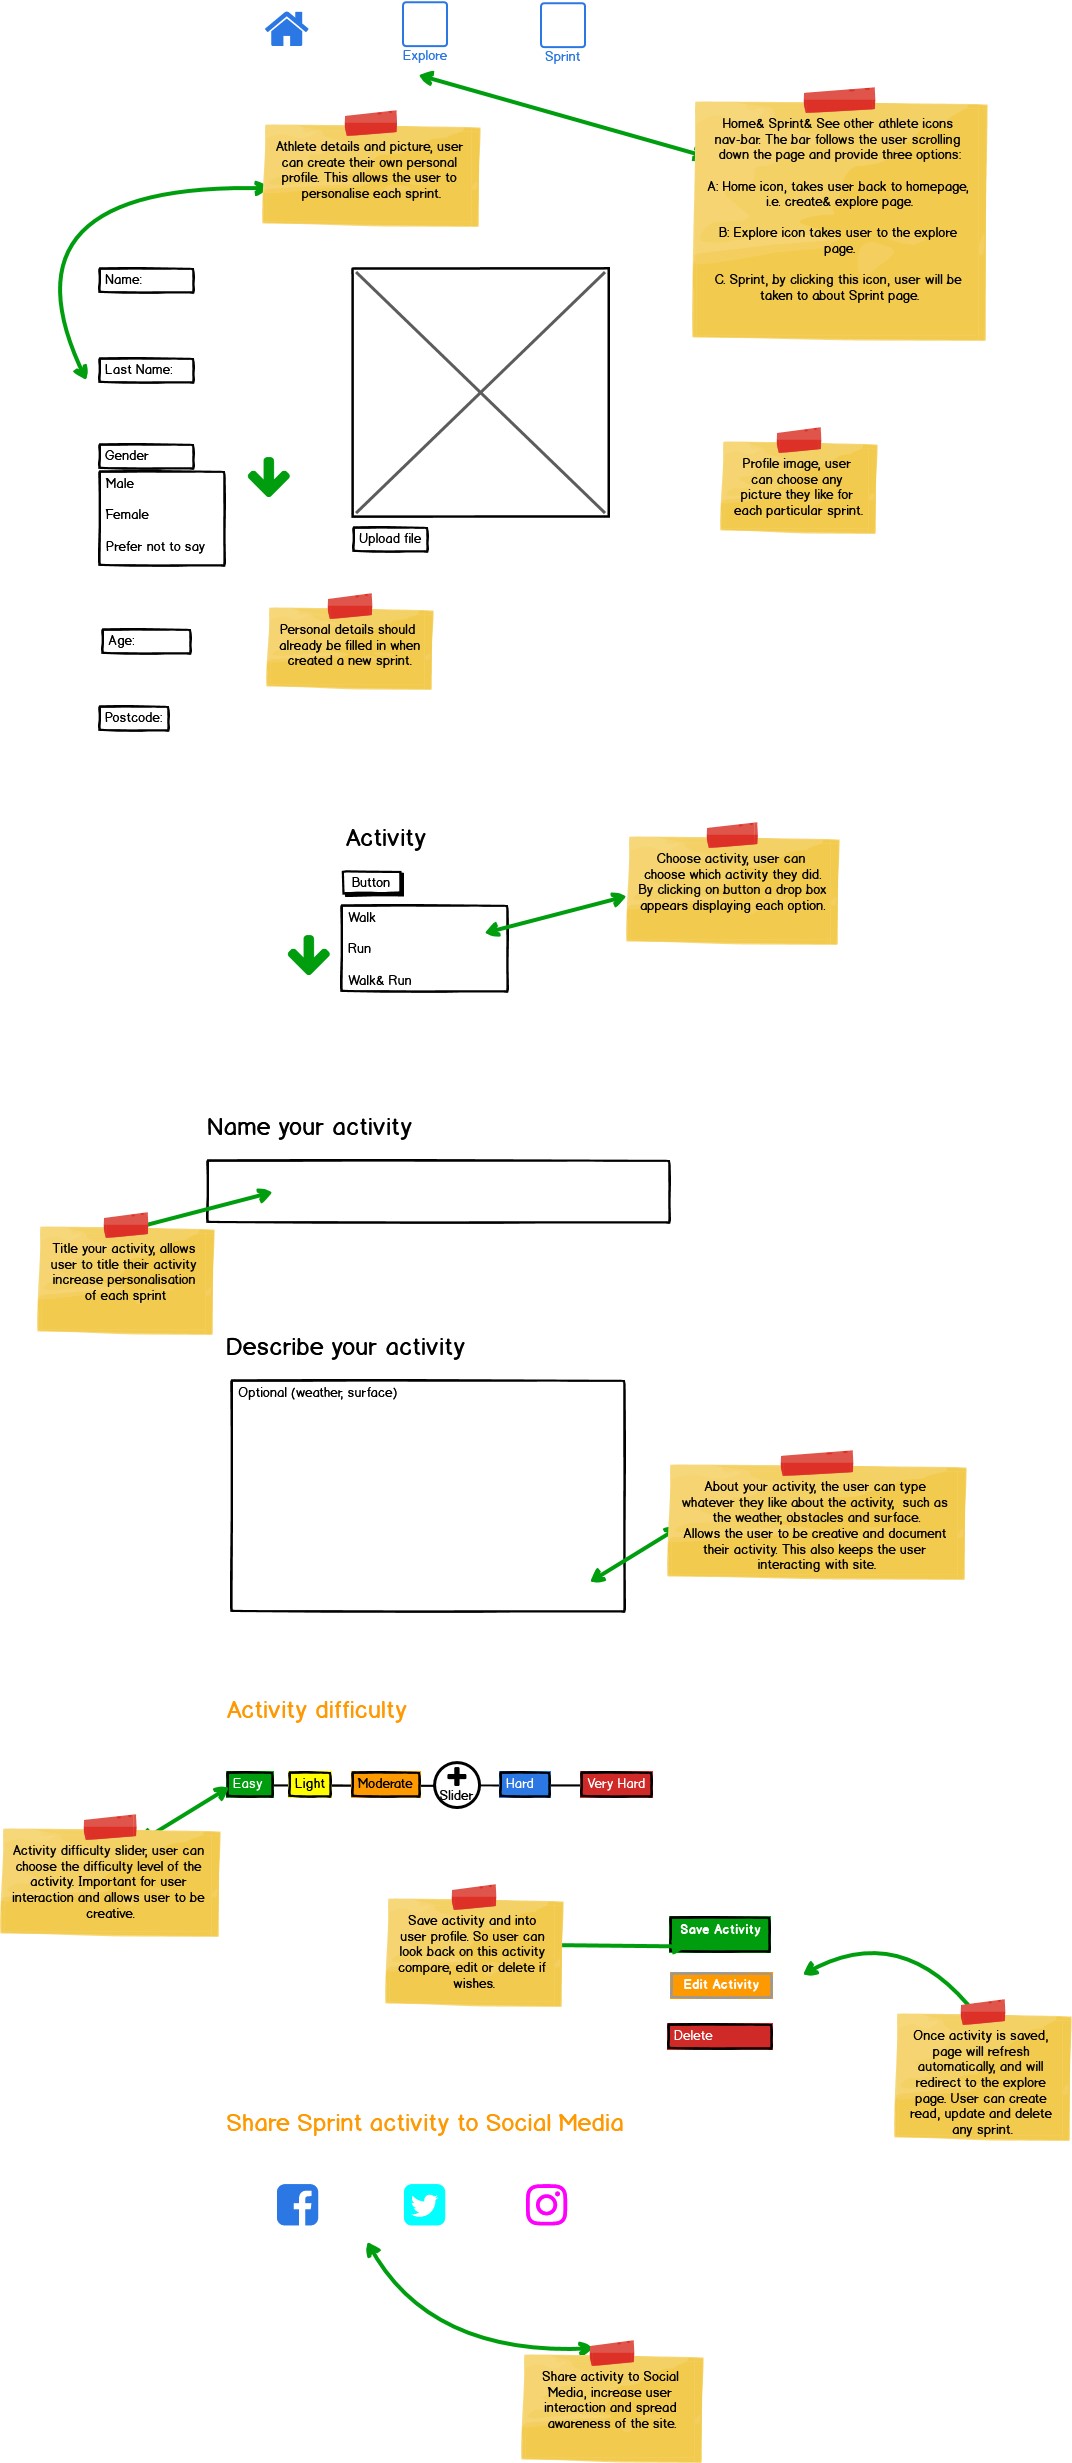 Explore
Sprint
Home& Sprint& See other athlete icons
nav-bar. The bar follows the user scrolling
down the page and provide three options:
A: Home icon, takes user back to homepage,
i.e. create& explore page.
B: Explore icon takes user to the explore
page.
C. Sprint, by clicking this icon, user will be
taken to about Sprint page.
Athlete details and picture, user
can create their own personal
profile. This allows the user to
personalise each sprint.
Name:
Last Name:
Gender
Male
Female
Prefer not to say
Upload file
Profile image, user
can choose any
picture they like for
each particular sprint.
Age:
Personal details should
already be filled in when
created a new sprint.
Postcode:
Activity
Button
Walk
Run
Walk& Run
Choose activity, user can
choose which activity they did.
By clicking on button a drop box
appears displaying each option.
Name your activity
Title your activity, allows
user to title their activity
increase personalisation
of each sprint
Describe your activity
Optional (weather, surface)
About your activity, the user can type
whatever they like about the activity, such as
the weather, obstacles and surface.
Allows the user to be creative and document
their activity. This also keeps the user
interacting with site.
Activity difficulty
Easy
Light
Moderate
Slider
Hard
Very Hard
Activity difficulty slider, user can
choose the difficulty level of the
activity. Important for user
interaction and allows user to be
creative.
Save activity and into
user profile. So user can
look back on this activity
compare, edit or delete if
wishes.
Save Activity
Edit Activity
Delete
Once activity is saved,
page will refresh
automatically, and will
redirect to the explore
page. User can create
read, update and delete
any sprint.
Share Sprint activity to Social Media
Share activity to Social
Media, increase user
interaction and spread
awareness of the site.